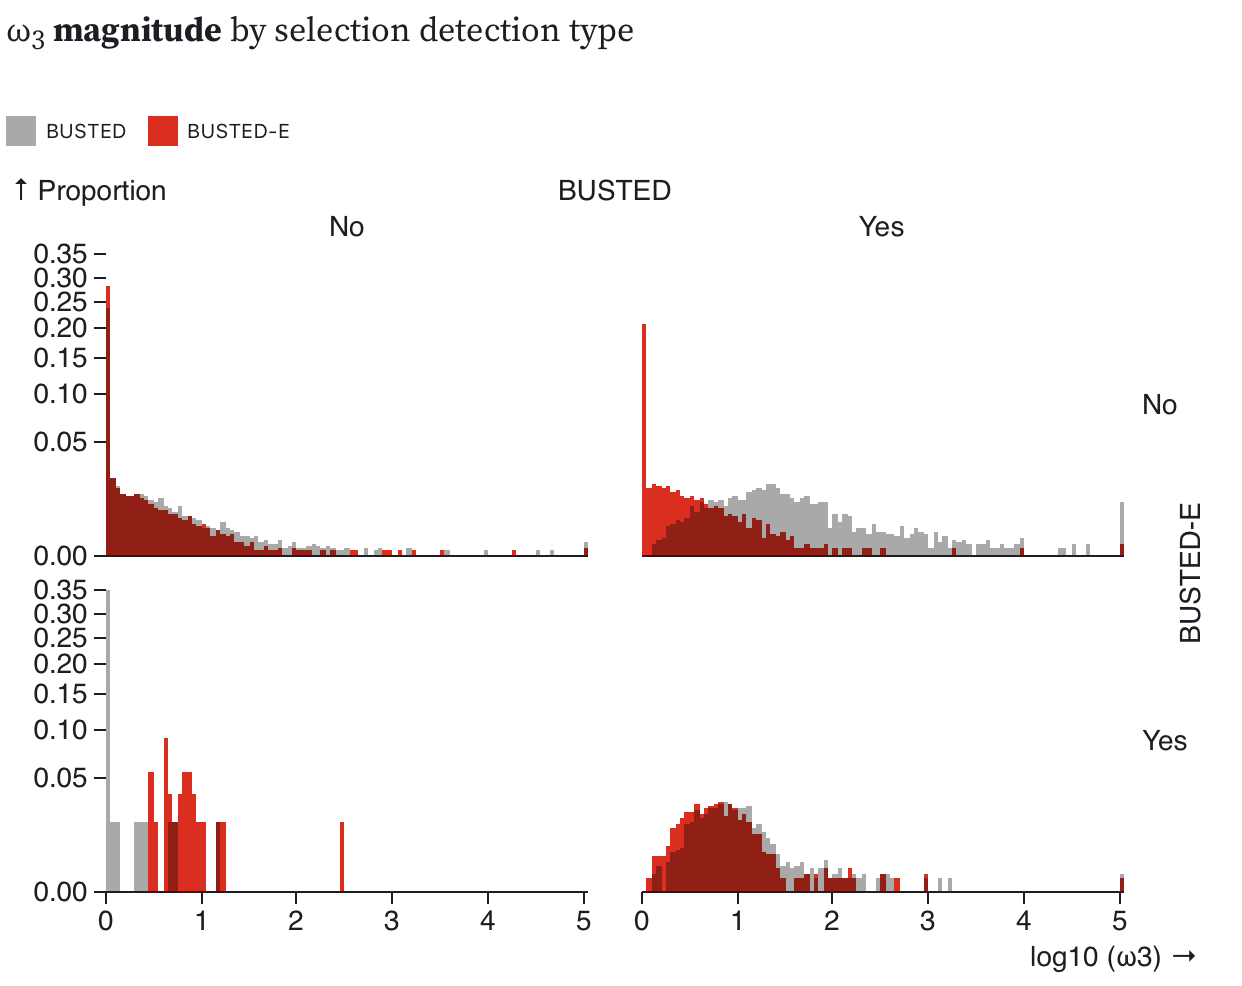 ω3 magnitude by selection detection type
BUSTED BUSTED-E
↑ Proportion BUSTED
No Yes
0.35
0.30
0.25
0.20
0.15
0.10
0.05
0.00
No
BUSTED-E
0.35
0.30
0.25
0.20
0.15
0.10
0.05
0.00
Yes
0 1 2 3 4 5 0 1 2 3 4 5
log10 (ω3) →